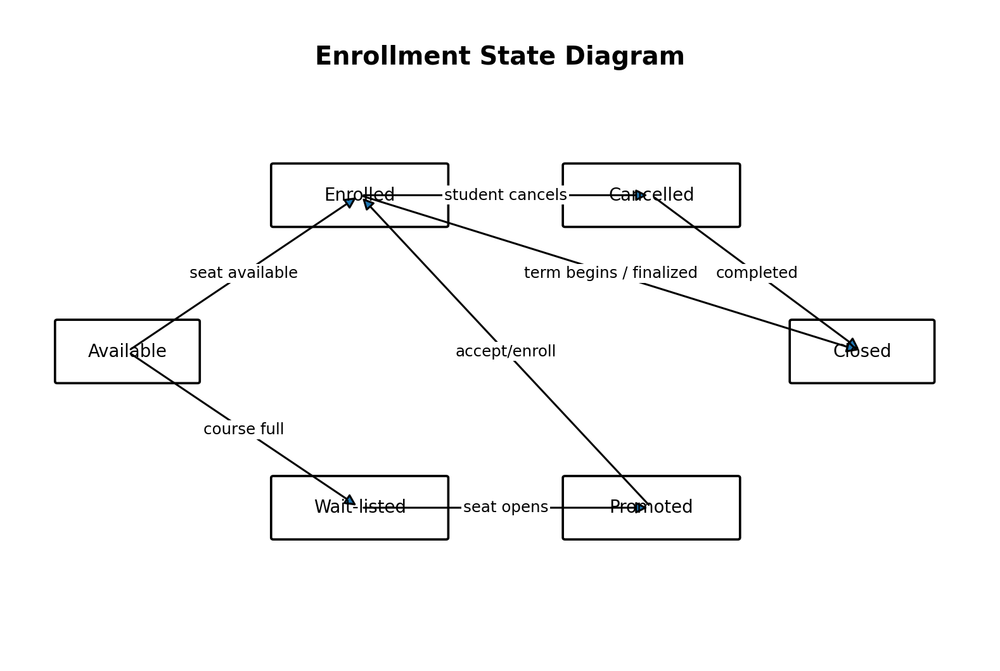 Enrollment State Diagram
Enrolled
student cancels
Cancelled
seat available
term begins / finalized
completed
Available
accept/enroll
Closed
course full
Wait-listed
seat opens
Promoted